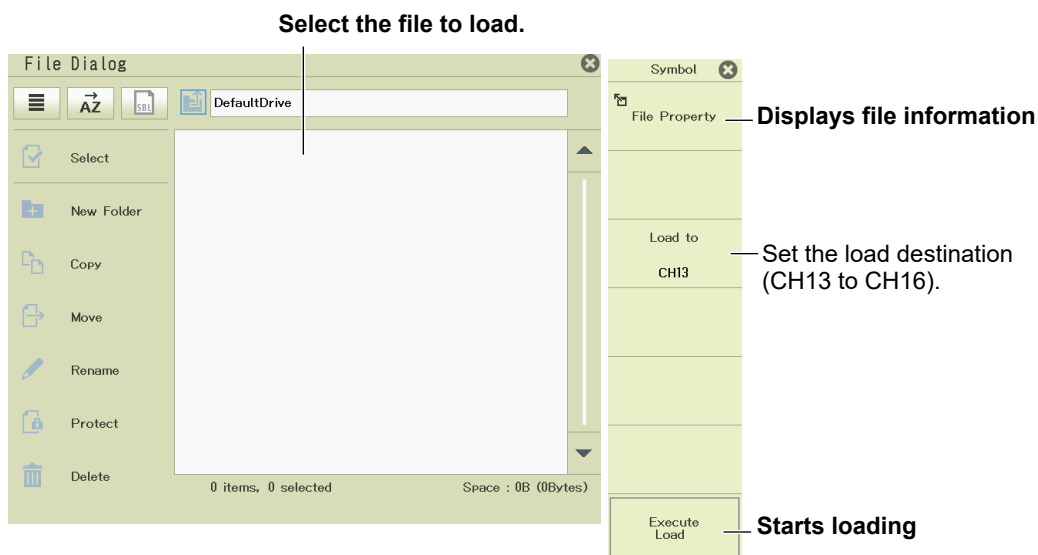 Select the file to load.
File Dialog
AZ
SBL
DefaultDrive
Select
New Folder
Copy
Move
Rename
Protect
Delete
0 items, 0 selected
Space : 0B (0Bytes)
Symbol
File Property
Displays file information
Load to
CH13
Set the load destination
(CH13 to CH16).
Execute
Load
Starts loading